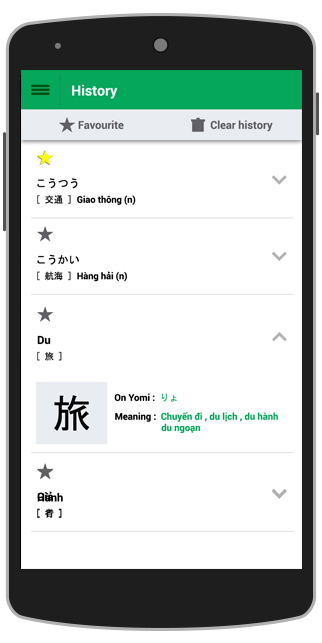 History
Favourite
Clear history
こうつう
[ 交通 ] Giao thông (n)
こうかい
[ 航海 ] Hàng hải (n)
Du
[ 旅 ]
旅
On Yomi : りょ
Meaning : Chuyến đi , du lịch , du hành
du ngoạn
[ 者 ]